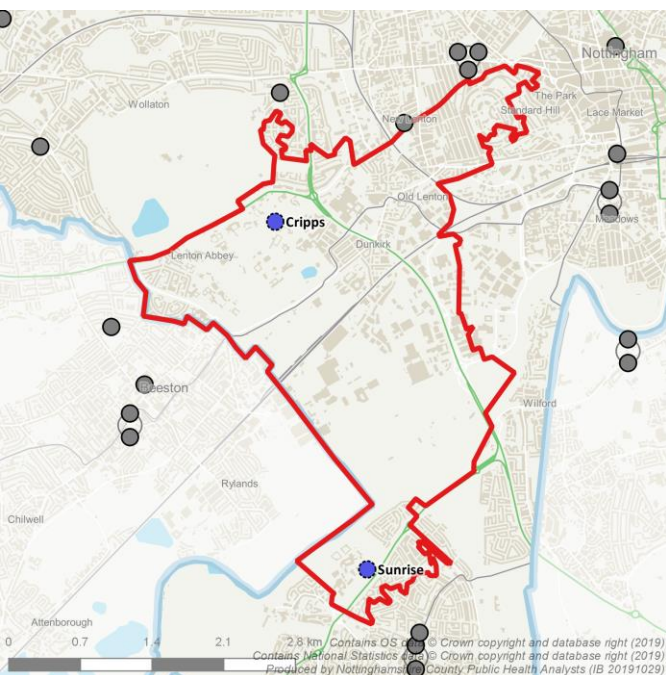 Nottingham
Wollaton
The Park
Standard Hill
Lace Market
New Lenton
Old Lenton
Meadows
Cripps
Dunkirk
Lenton Abbey
Beeston
Wilford
Rylands
Chilwell
Sunrise
Attenborough
0 0.7 1.4 2.1 2.8 km
Contains OS data © Crown copyright and database right (2019)
Contains National Statistics data © Crown copyright and database right (2019)
Produced by Nottinghamshire County Public Health Analysts (IB 20191029)